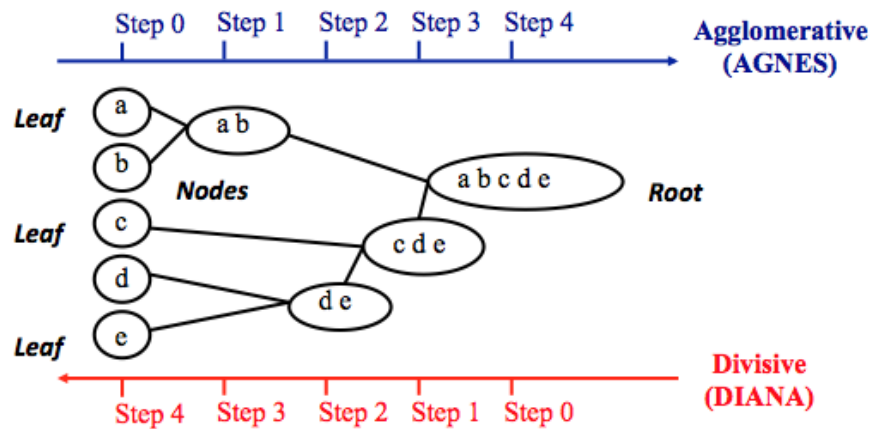 Step 0 Step 1 Step 2 Step 3 Step 4
Agglomerative
(AGNES)
Leaf
a
a b
b
Nodes
a b c d e
Root
Leaf
c
c d e
d
d e
Leaf
e
Divisive
(DIANA)
Step 4 Step 3 Step 2 Step 1 Step 0